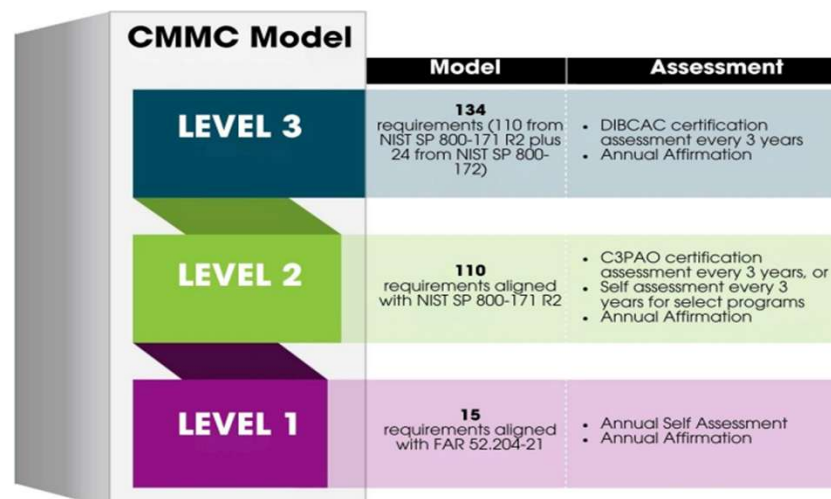 CMMC Model
Model
Assessment
LEVEL 3
134
requirements (110 from
NIST SP 800-171 R2 plus
24 from NIST SP 800-
172)
• DIBCAC certification
assessment every 3 years
• Annual Affirmation
LEVEL 2
110
requirements aligned
with NIST SP 800-171 R2
• C3PAO certification
assessment every 3 years, or
• Self assessment every 3
years for select programs
• Annual Affirmation
LEVEL 1
15
requirements aligned
with FAR 52.204-21
• Annual Self Assessment
• Annual Affirmation